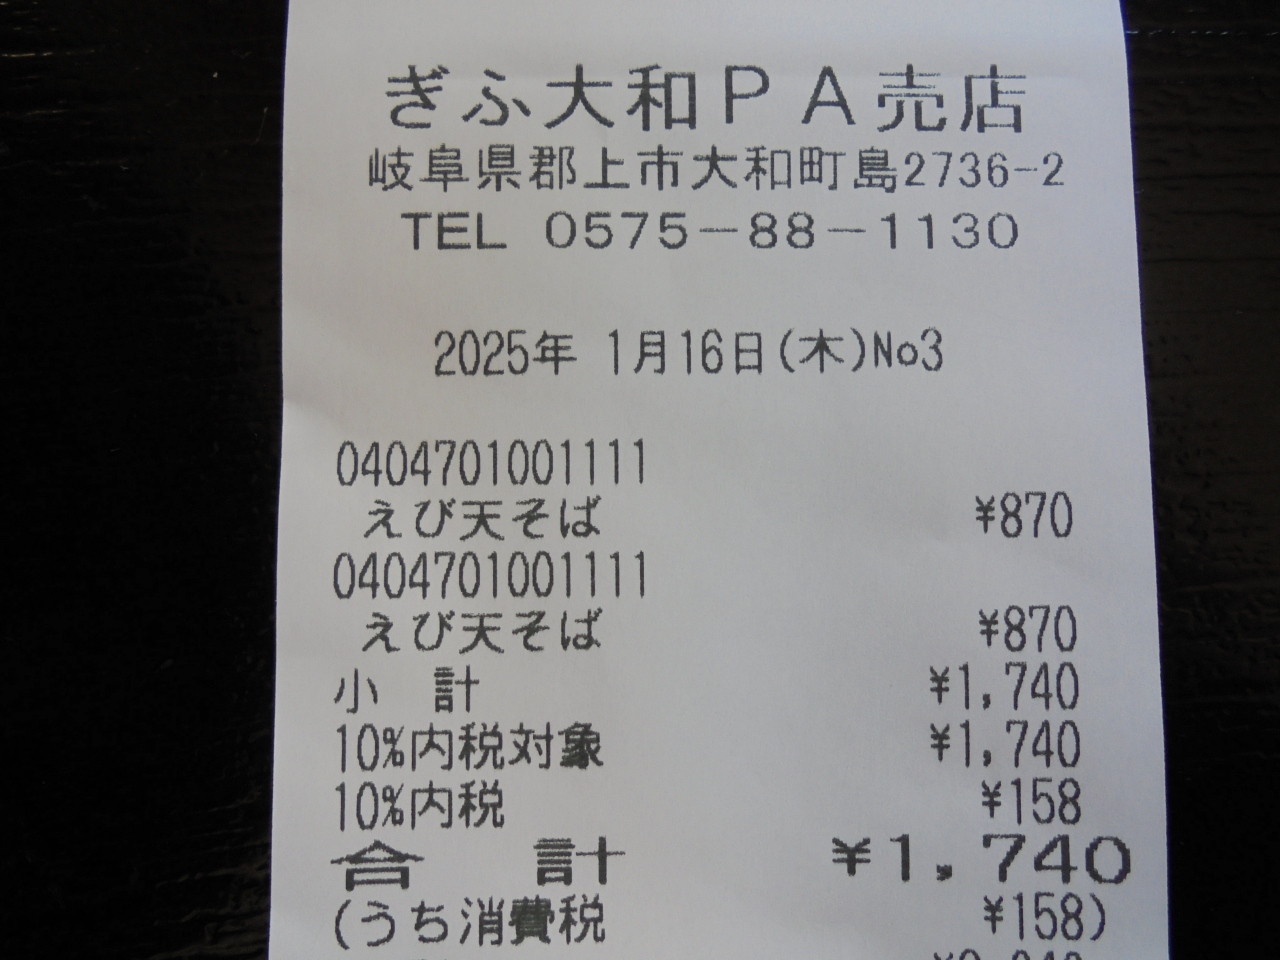 ぎふ大和PA売店
岐阜県郡上市大和町島2736-2
TEL 0575-88-1130
2025年 1月16日(木)No3
0404701001111
えび天そば ¥870
0404701001111
えび天そば ¥870
小 計 ¥1,740
10%内税対象 ¥1,740
10%内税 ¥158
合 計 ¥1,740
(うち消費税 ¥158)